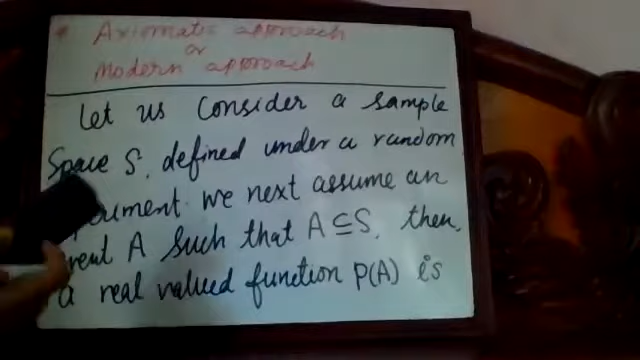 * Axiomatic approach
or
Modern approach
Let us consider a sample
Space S, defined under a random
we next assume an
A such that A ⊆ S, then,
a real valued function P(A) is